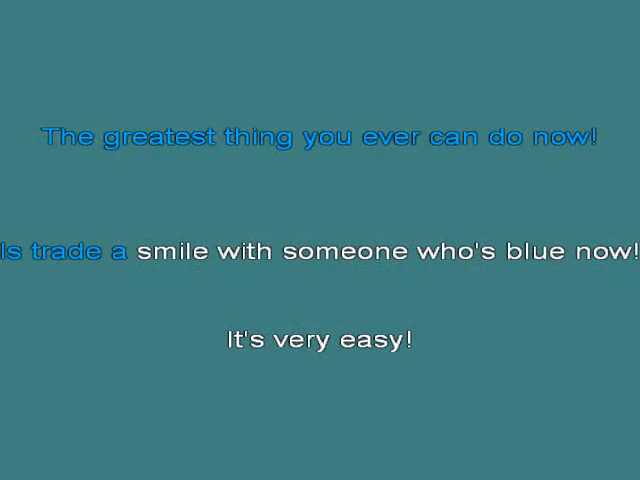 The greatest thing you ever can do now!
Is trade a smile with someone who's blue now!
It's very easy!